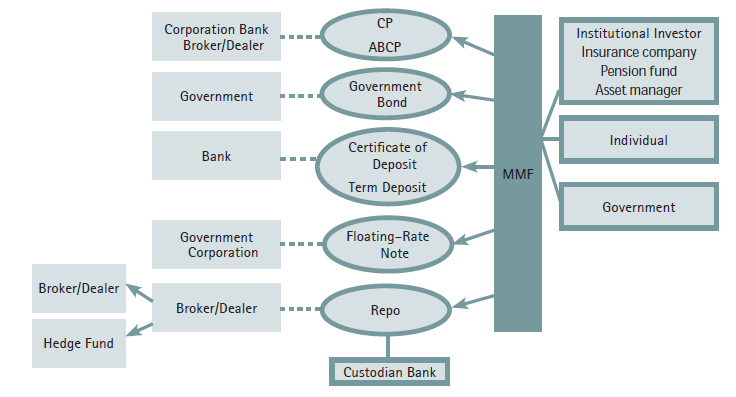 Corporation Bank
Broker/Dealer
CP
ABCP
Institutional Investor
Insurance company
Pension fund
Asset manager
Government
Government
Bond
Individual
Bank
Certificate of
Deposit
Term Deposit
MMF
Government
Government
Corporation
Floating-Rate
Note
Broker/Dealer
Hedge Fund
Broker/Dealer
Repo
Custodian Bank